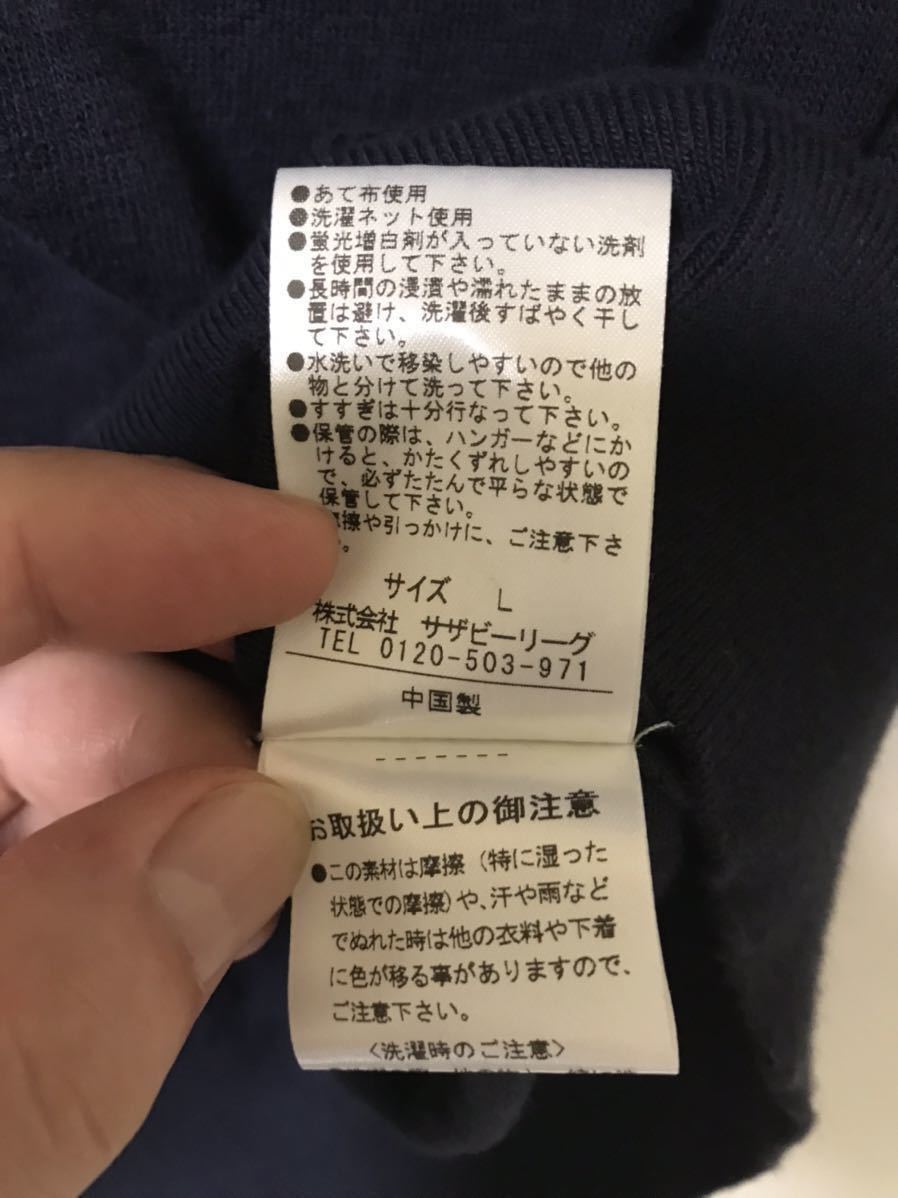 ●あて布使用
●洗濯ネット使用
●蛍光増白剤が入っていない洗剤
を使用して下さい。
●長時間の浸漬や濡れたままの放
置は避け、洗濯後すばやく干し
て下さい。
●水洗いで移染しやすいので他の
物と分けて洗って下さい。
●すすぎは十分行なって下さい。
●保管の際は、ハンガーなどにか
けると、かたくずれしやすいの
で、必ずたたんで平らな状態で
保管して下さい。
擦や引っかけに、ご注意下さ
。
サイズ L
株式会社 サザビーリーグ
TEL 0120-503-971
中国製
-------
お取扱い上の御注意
●この素材は摩擦(特に湿った
状態での摩擦)や、汗や雨など
でぬれた時は他の衣料や下着
に色が移る事がありますので、
ご注意下さい。
〈洗濯時のご注意〉